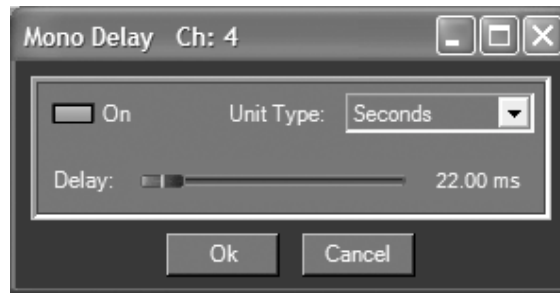 Mono Delay Ch: 4
On Unit Type: Seconds
Delay: 22.00 ms
Ok Cancel